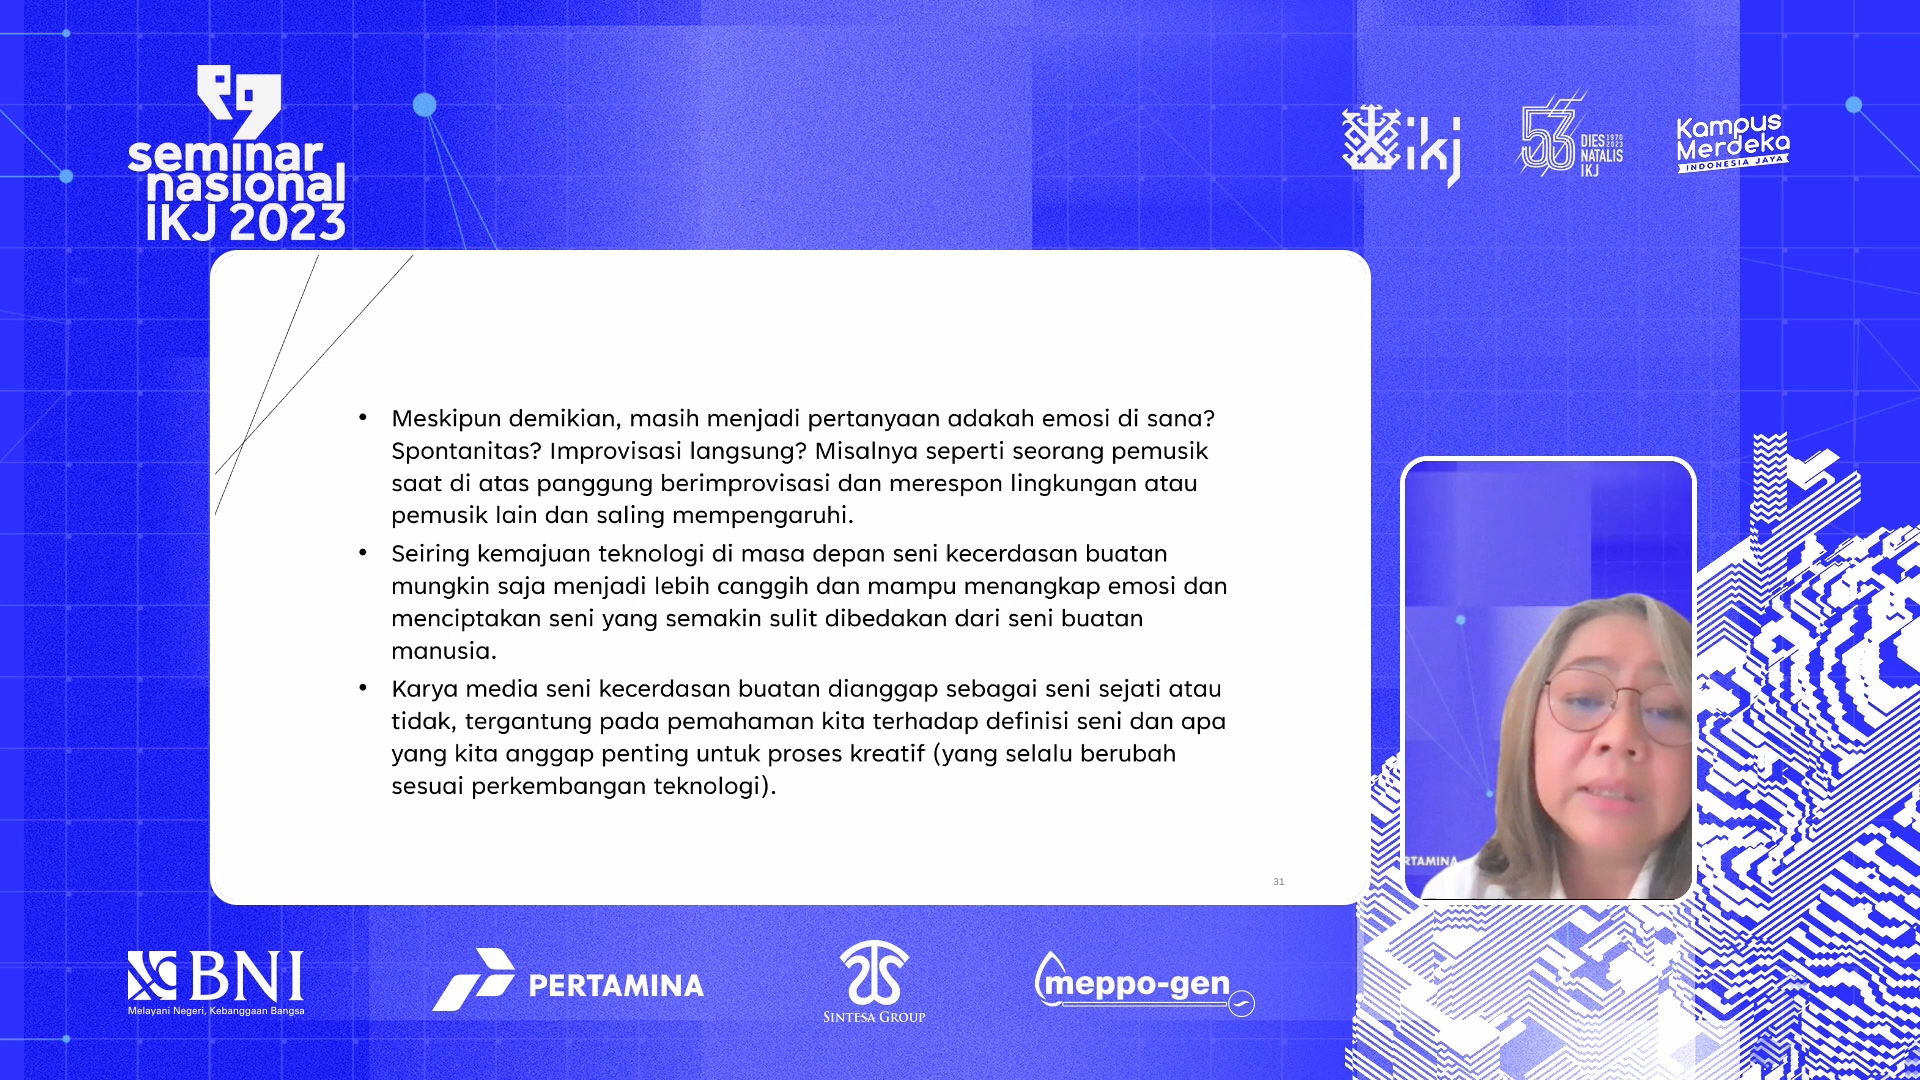 seminar
nasional
IKJ 2023
ikj
53
DIES 1970 2023
NATALIS
IKJ
Kampus
Merdeka
INDONESIA JAYA
• Meskipun demikian, masih menjadi pertanyaan adakah emosi di sana?
Spontanitas? Improvisasi langsung? Misalnya seperti seorang pemusik
saat di atas panggung berimprovisasi dan merespon lingkungan atau
pemusik lain dan saling mempengaruhi.
• Seiring kemajuan teknologi di masa depan seni kecerdasan buatan
mungkin saja menjadi lebih canggih dan mampu menangkap emosi dan
menciptakan seni yang semakin sulit dibedakan dari seni buatan
manusia.
• Karya media seni kecerdasan buatan dianggap sebagai seni sejati atau
tidak, tergantung pada pemahaman kita terhadap definisi seni dan apa
yang kita anggap penting untuk proses kreatif (yang selalu berubah
sesuai perkembangan teknologi).
31
RTAMINA
BNI
Melayani Negeri, Kebanggaan Bangsa
PERTAMINA
SINTESA GROUP
meppo-gen